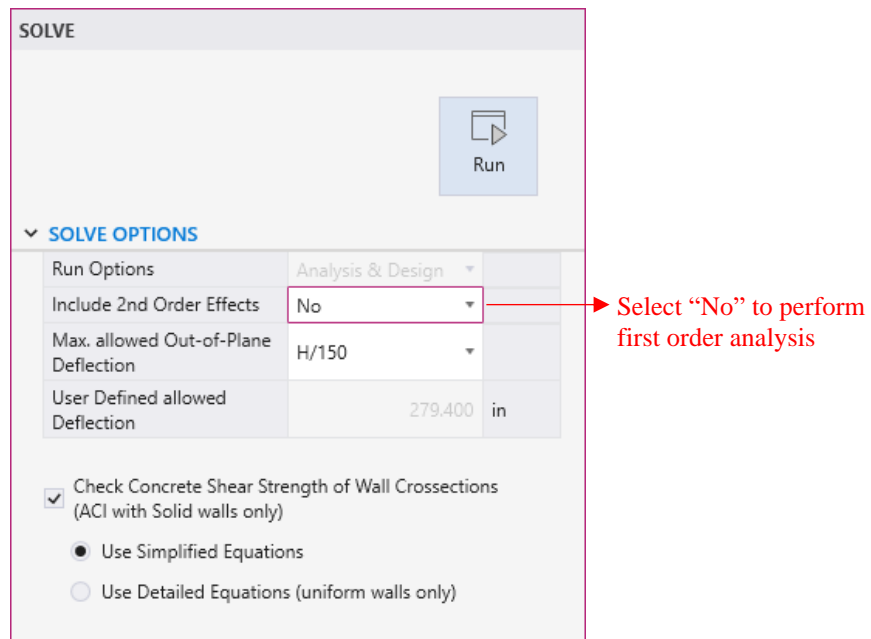 SOLVE
Run
SOLVE OPTIONS
Run Options
Analysis & Design
Include 2nd Order Effects
No
Select “No” to perform
first order analysis
Max. allowed Out-of-Plane
Deflection
H/150
User Defined allowed
Deflection
279.400
in
Check Concrete Shear Strength of Wall Crossections
(ACI with Solid walls only)
Use Simplified Equations
Use Detailed Equations (uniform walls only)